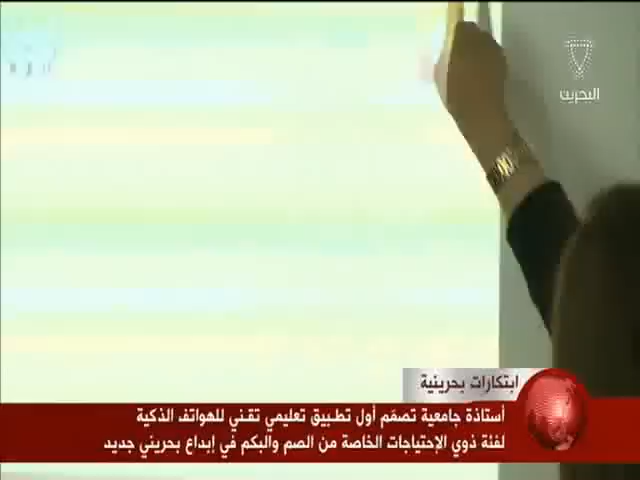 البحرين
ابتكارات بحرينية
أستاذة جامعية تصمّم أول تطبيق تعليمي تقني للهواتف الذكية
لفئة ذوي الإحتياجات الخاصة من الصم والبكم في إبداع بحريني جديد